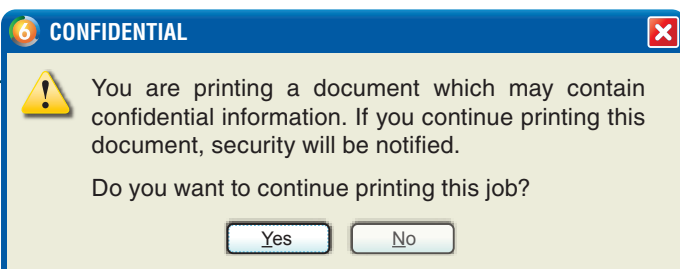 6 CONFIDENTIAL
You are printing a document which may contain
confidential information. If you continue printing this
document, security will be notified.
Do you want to continue printing this job?
Yes No